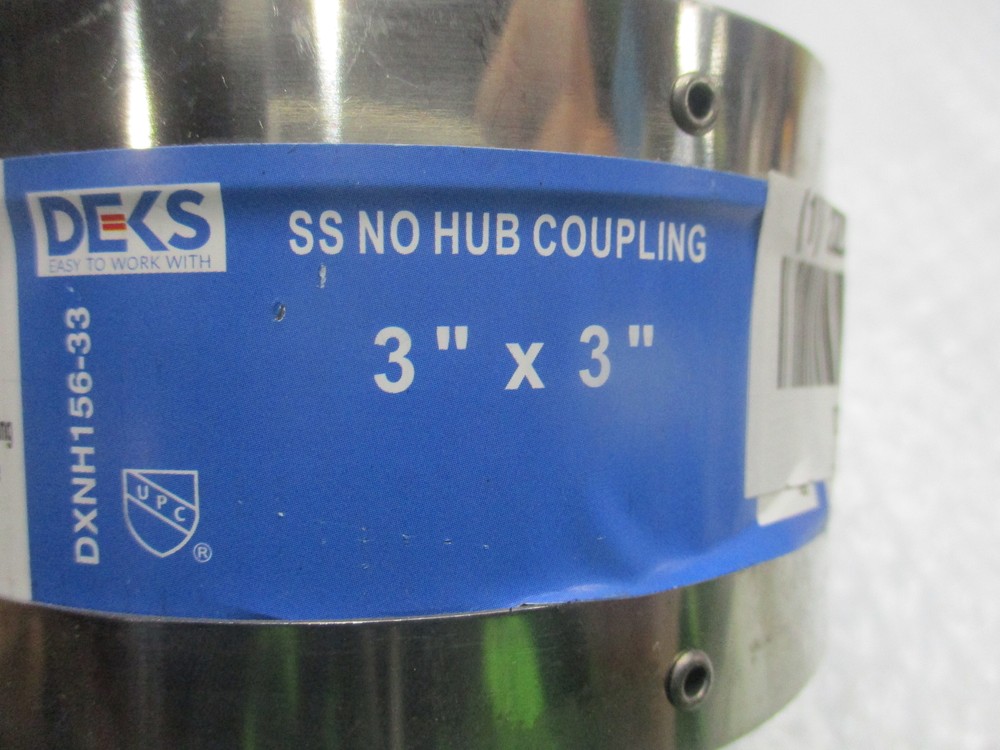 DEKS
EASY TO WORK WITH
SS NO HUB COUPLING
3" x 3"
DXNH156-33
UPC
®